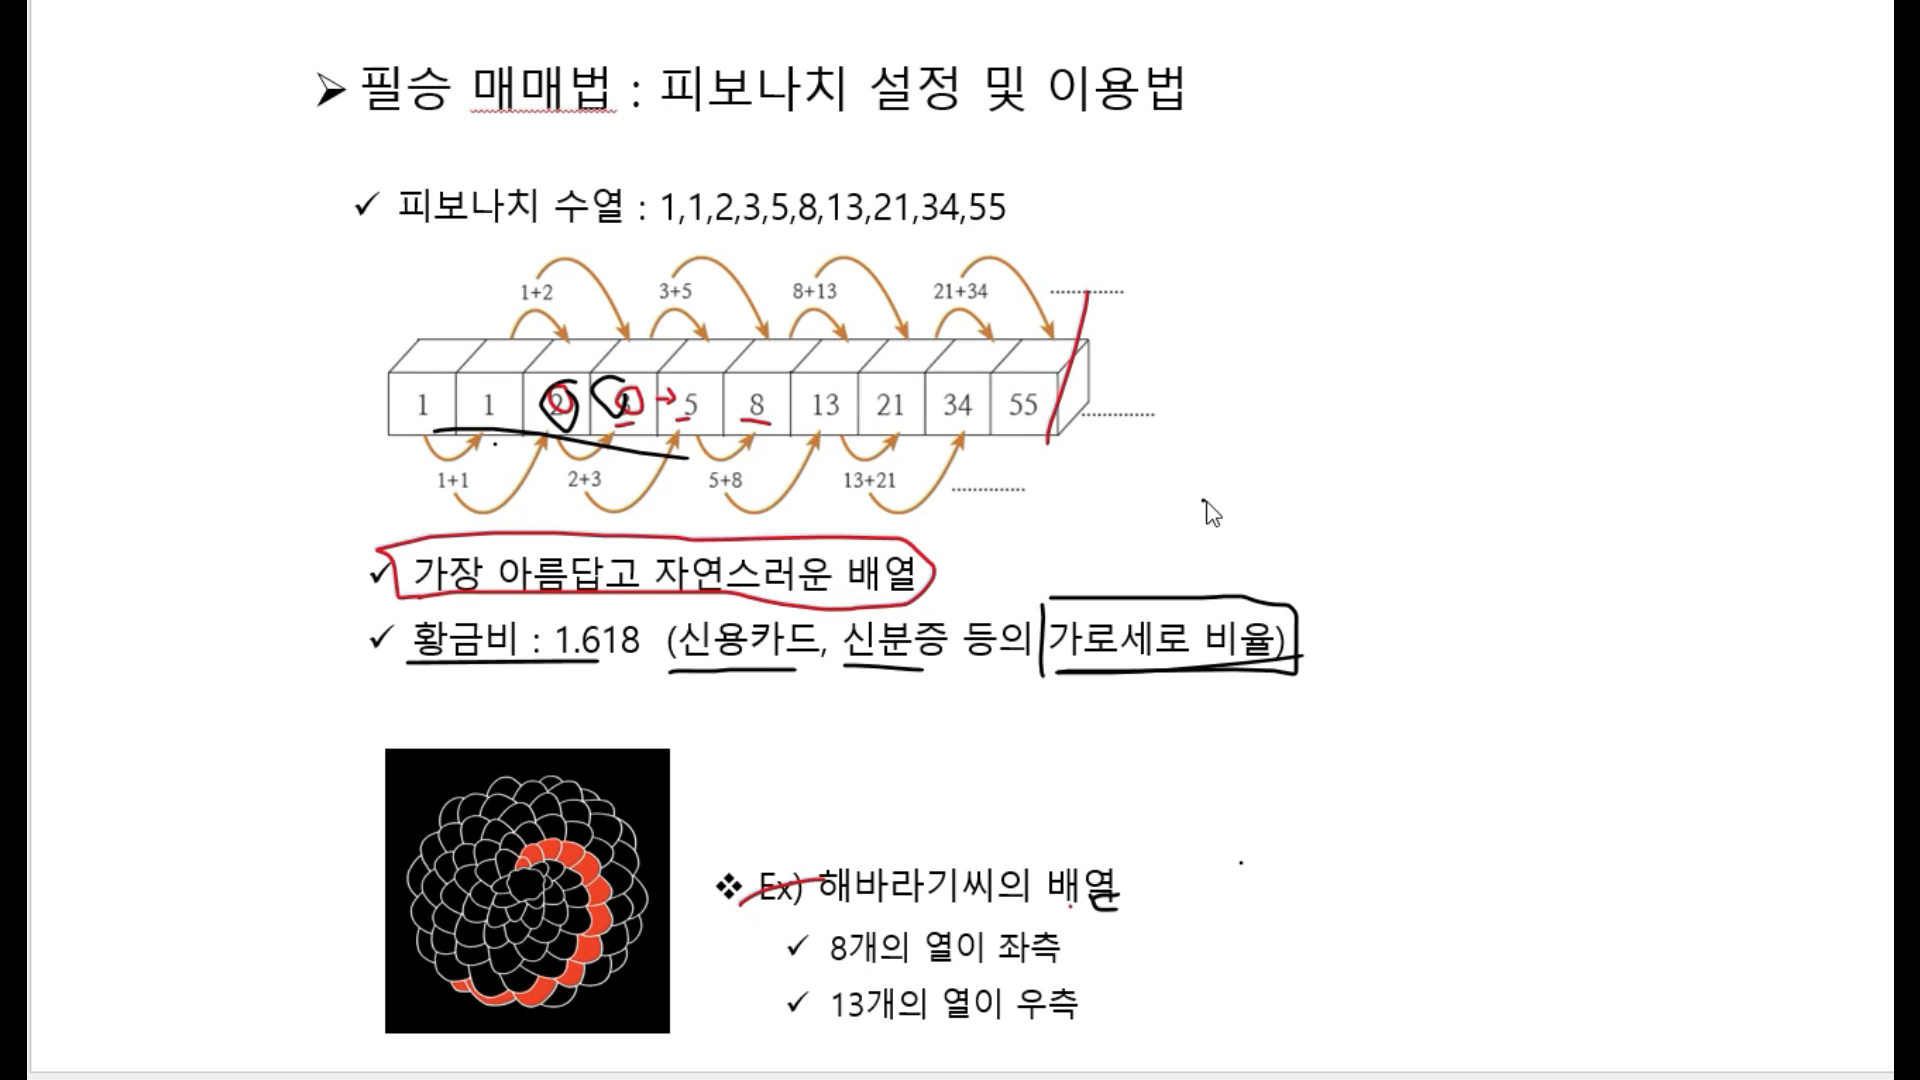 필승 매매법 : 피보나치 설정 및 이용법
피보나치 수열 : 1,1,2,3,5,8,13,21,34,55
1+2 3+5 8+13 21+34
1 1 2 3 5 8 13 21 34 55
1+1 2+3 5+8 13+21
가장 아름답고 자연스러운 배열
황금비 : 1.618 (신용카드, 신분증 등의 가로세로 비율)
Ex) 해바라기씨의 배열
8개의 열이 좌측
13개의 열이 우측